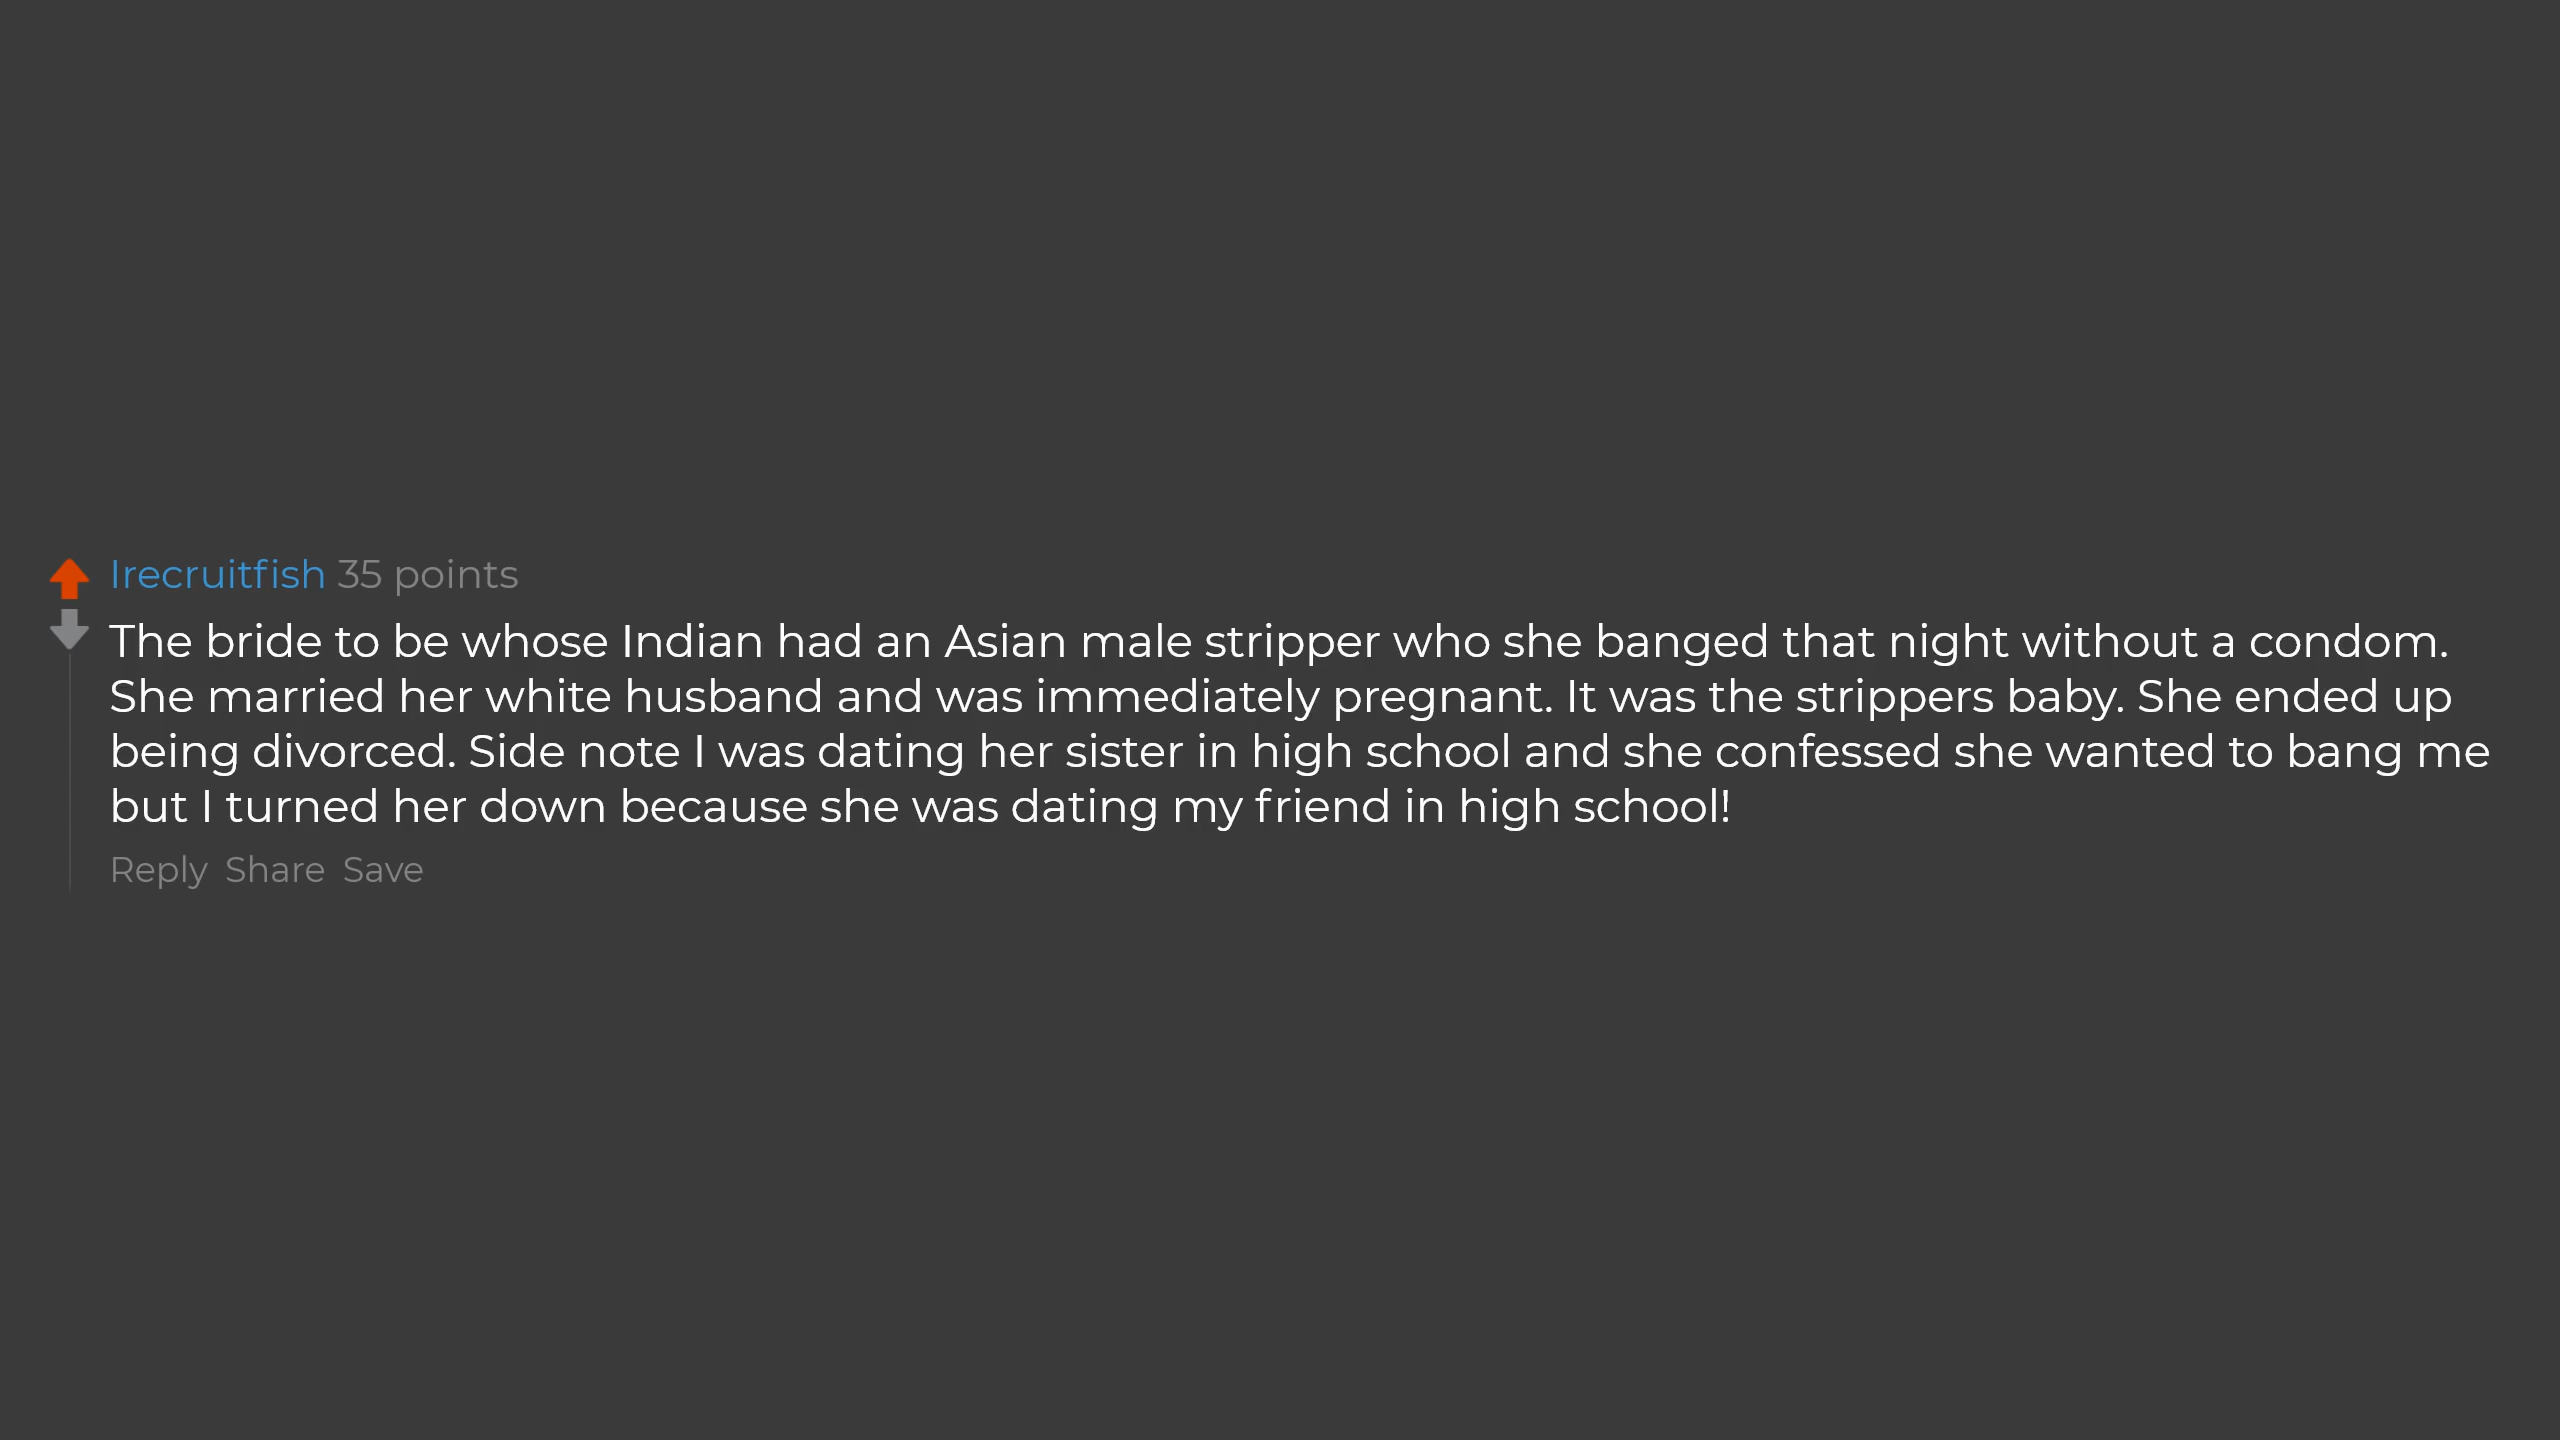 Irecruitfish 35 points
The bride to be whose Indian had an Asian male stripper who she banged that night without a condom.
She married her white husband and was immediately pregnant. It was the strippers baby. She ended up
being divorced. Side note I was dating her sister in high school and she confessed she wanted to bang me
but I turned her down because she was dating my friend in high school!
Reply Share Save